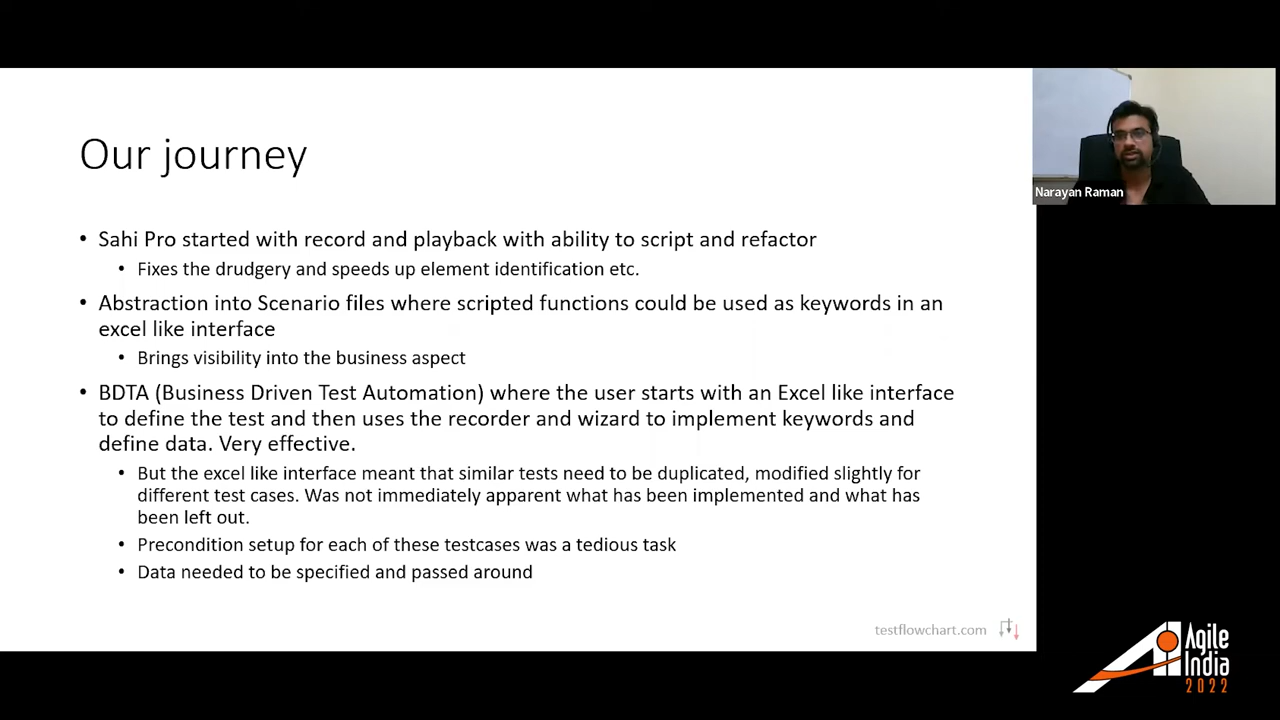 Our journey
• Sahi Pro started with record and playback with ability to script and refactor
• Fixes the drudgery and speeds up element identification etc.
• Abstraction into Scenario files where scripted functions could be used as keywords in an
excel like interface
• Brings visibility into the business aspect
• BDTA (Business Driven Test Automation) where the user starts with an Excel like interface
to define the test and then uses the recorder and wizard to implement keywords and
define data. Very effective.
• But the excel like interface meant that similar tests need to be duplicated, modified slightly for
different test cases. Was not immediately apparent what has been implemented and what has
been left out.
• Precondition setup for each of these testcases was a tedious task
• Data needed to be specified and passed around
testflowchart.com
Narayan Raman
Agile
India
2022